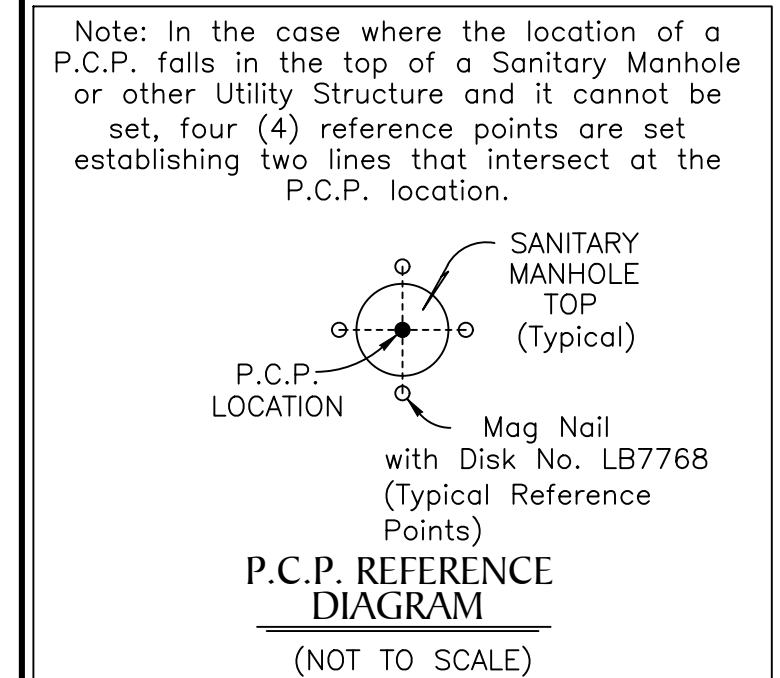 Note: In the case where the location of a
P.C.P. falls in the top of a Sanitary Manhole
or other Utility Structure and it cannot be
set, four (4) reference points are set
establishing two lines that intersect at the
P.C.P. location.
SANITARY
MANHOLE
TOP
(Typical)
P.C.P.
LOCATION
Mag Nail
with Disk No. LB7768
(Typical Reference
Points)
P.C.P. REFERENCE
DIAGRAM
(NOT TO SCALE)